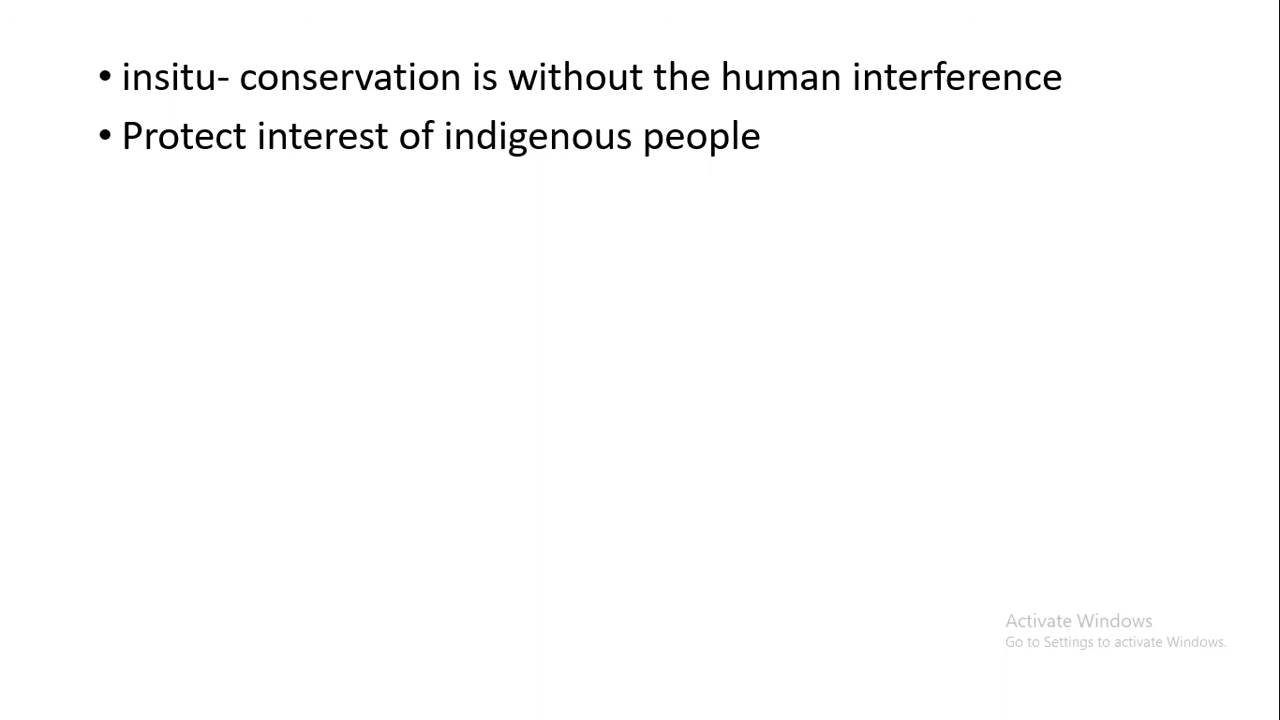 • insitu- conservation is without the human interference
• Protect interest of indigenous people
Activate Windows
Go to Settings to activate Windows.